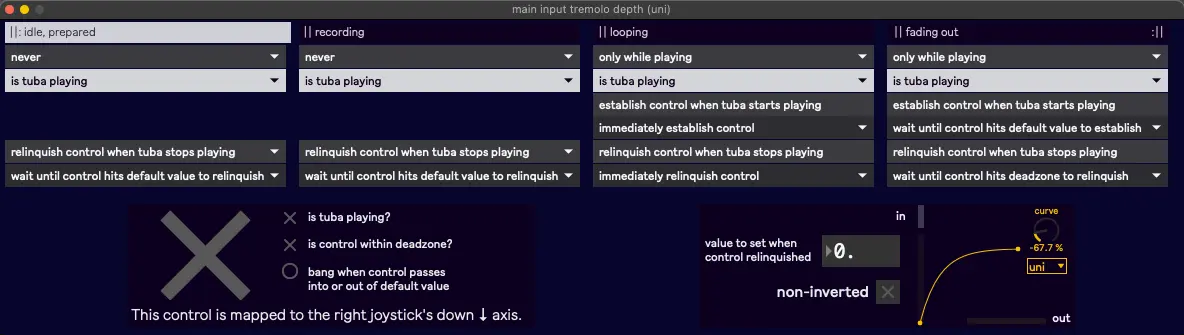 main input tremolo depth (uni)
||: idle, prepared
|| recording
|| looping
|| fading out :||
never
never
only while playing
only while playing
is tuba playing
is tuba playing
is tuba playing
is tuba playing
establish control when tuba starts playing
establish control when tuba starts playing
immediately establish control
wait until control hits default value to establish
relinquish control when tuba stops playing
relinquish control when tuba stops playing
relinquish control when tuba stops playing
relinquish control when tuba stops playing
wait until control hits default value to relinquish
wait until control hits default value to relinquish
immediately relinquish control
wait until control hits deadzone to relinquish
is tuba playing?
is control within deadzone?
bang when control passes
into or out of default value
This control is mapped to the right joystick's down ↓ axis.
in
value to set when
control relinquished
0.
non-inverted
curve
-67.7 %
uni
out